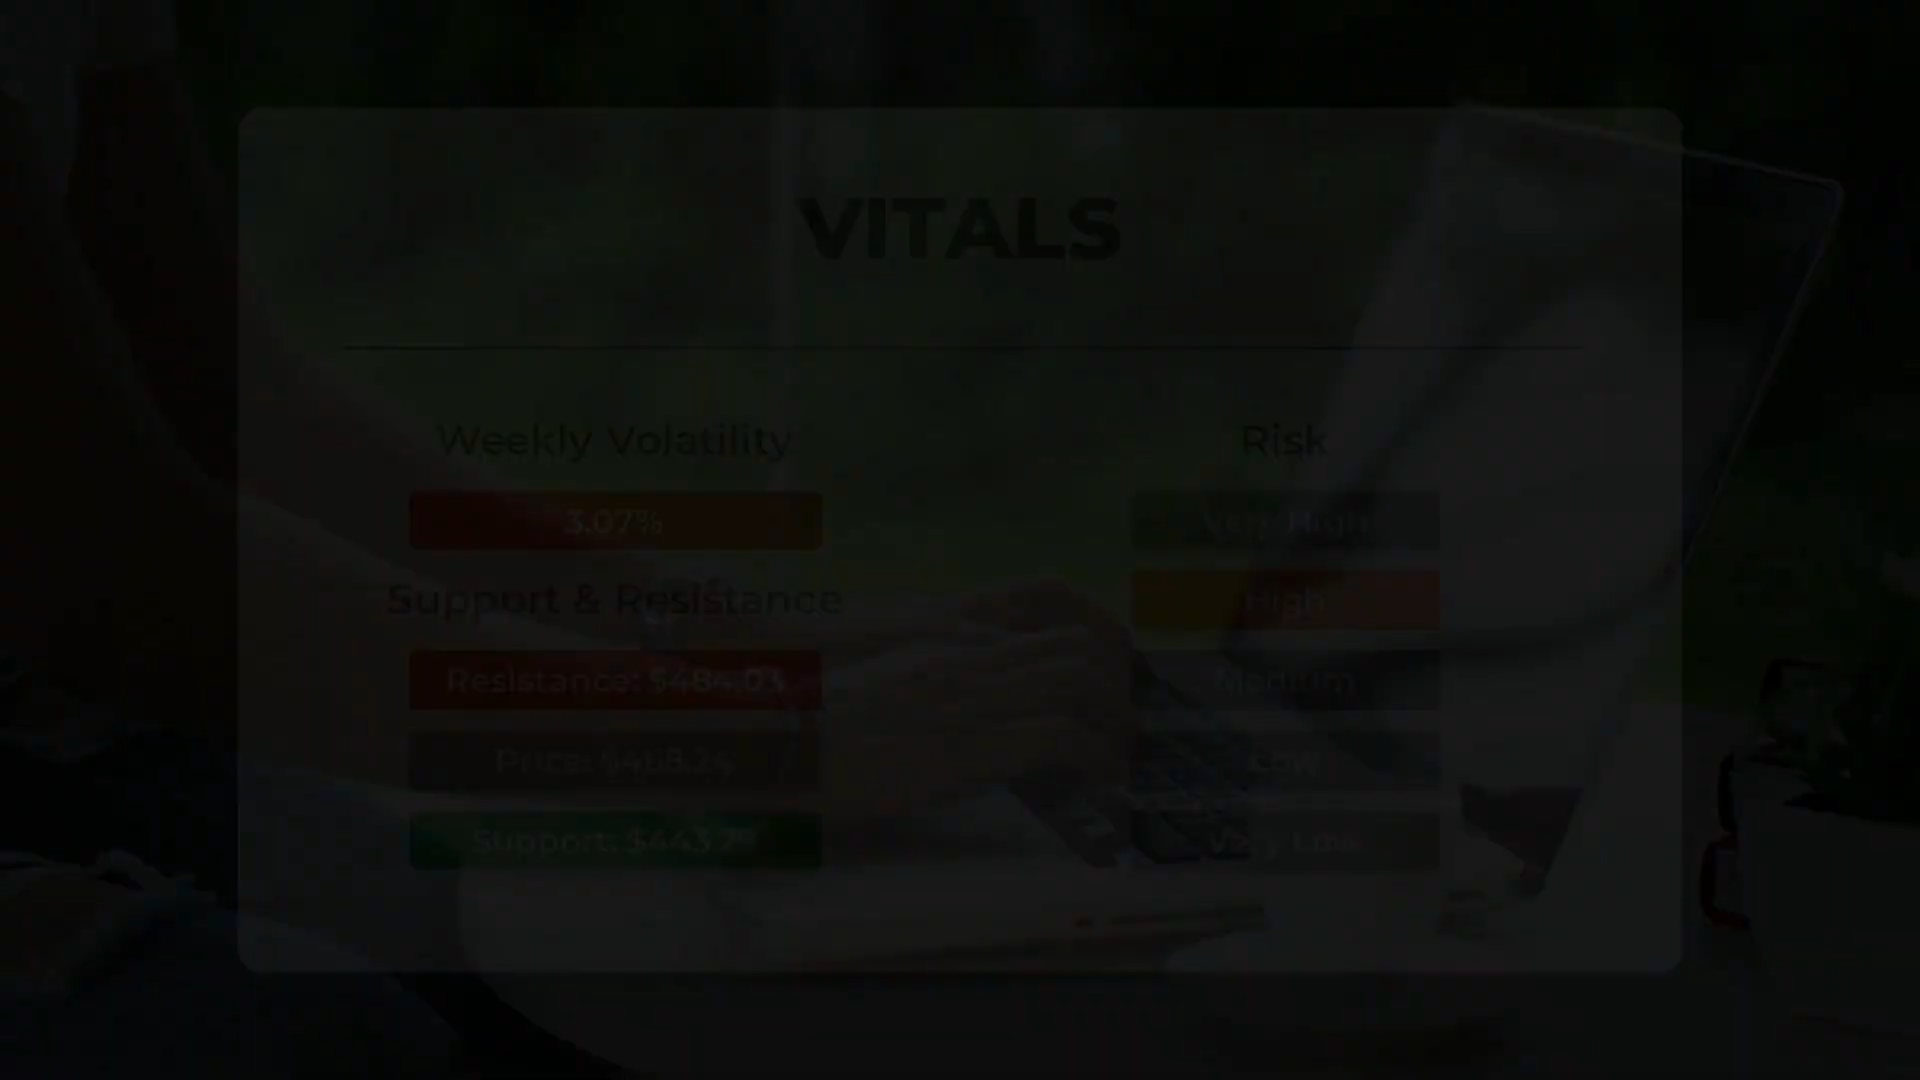 VITALS
Weekly Volatility
3.07%
Support & Resistance
Resistance: $484.03
Price: $468.24
Support: $443.79
Risk
Very High
High
Medium
Low
Very Low